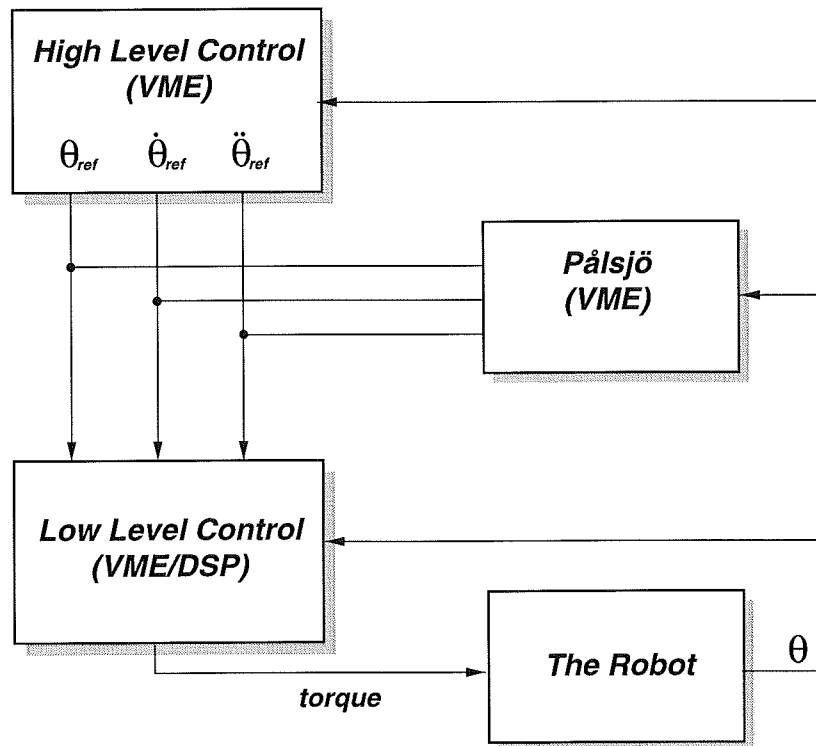 High Level Control
(VME)
θref θ̇ref θ̈ref
Pålsjö
(VME)
Low Level Control
(VME/DSP)
The Robot
θ
torque